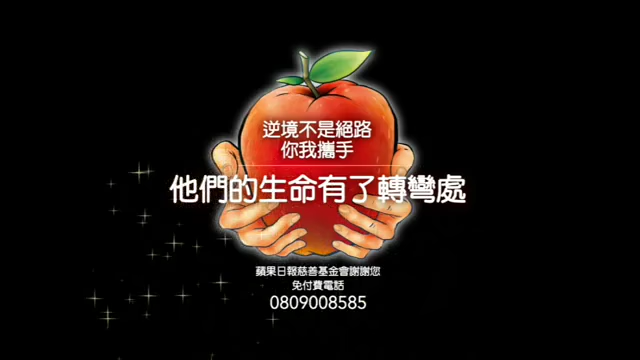 逆境不是絕路
你我攜手
他們的生命有了轉彎處
蘋果日報慈善基金會謝謝您
免付費電話
0809008585